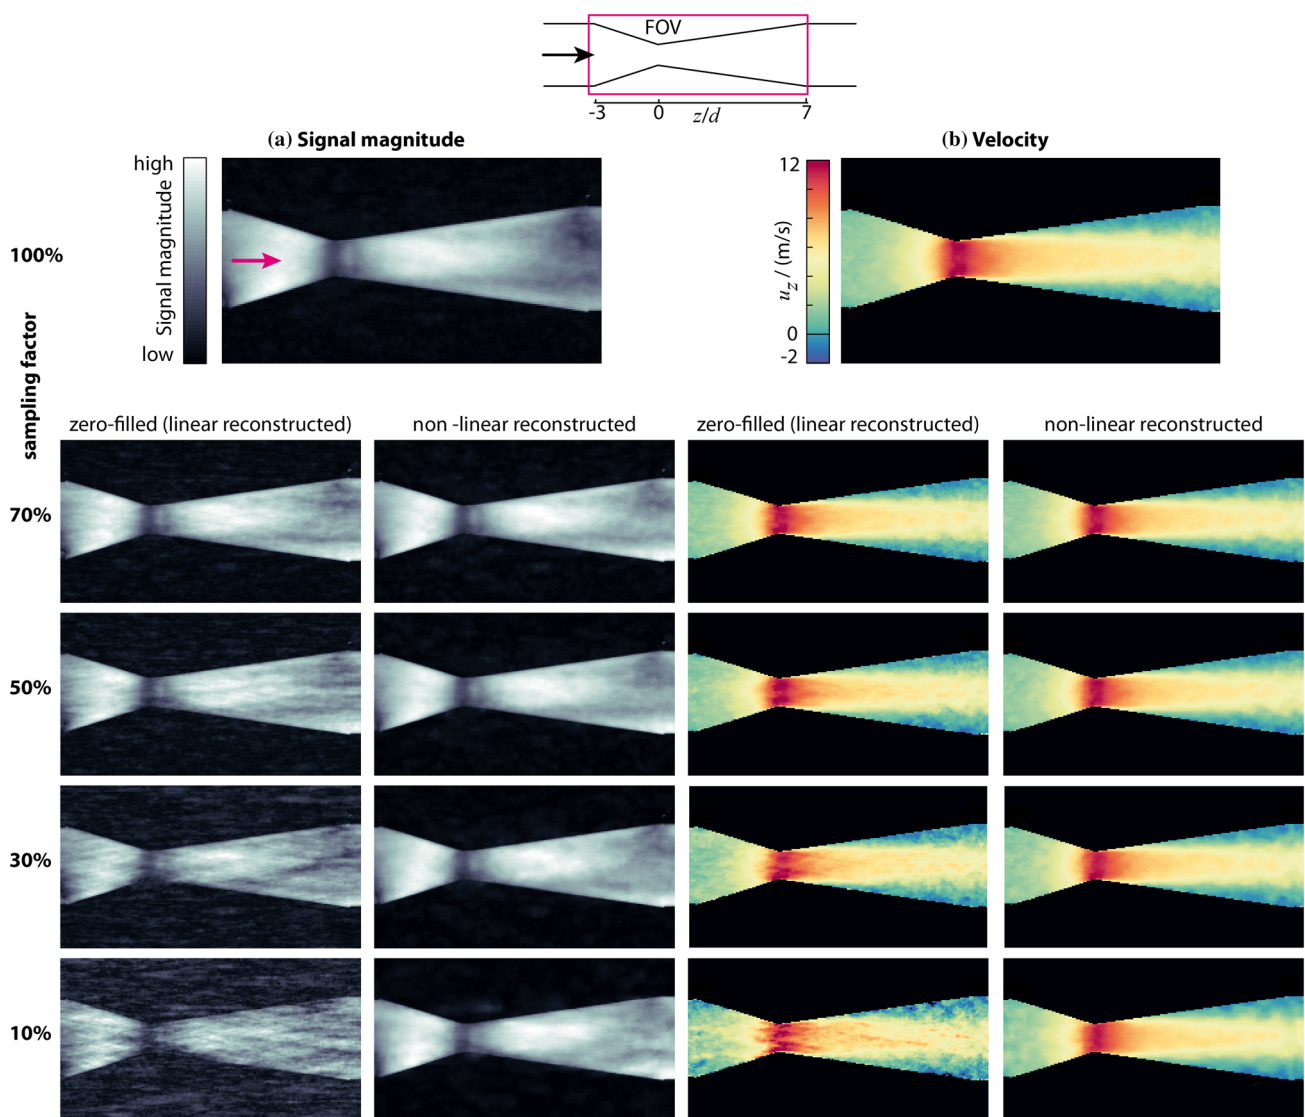 FOV
-3 0 z/d 7
(a) Signal magnitude
(b) Velocity
high
Signal magnitude
low
12
u_z / (m/s)
0
-2
100%
sampling factor
zero-filled (linear reconstructed) non -linear reconstructed zero-filled (linear reconstructed) non-linear reconstructed
70%
50%
30%
10%